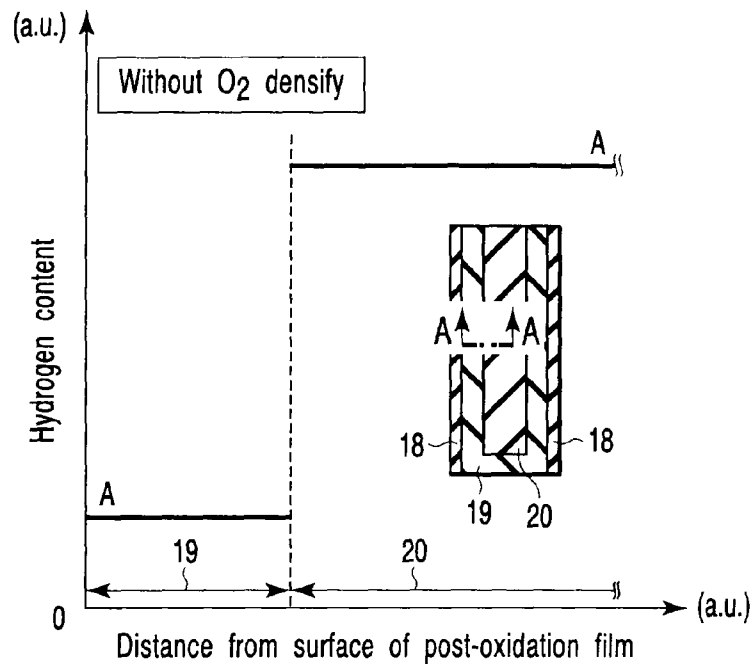 (a.u.)
Without O2 densify
A
Hydrogen content
A A
18 18
19 20
A
19 20
0
(a.u.)
Distance from surface of post-oxidation film